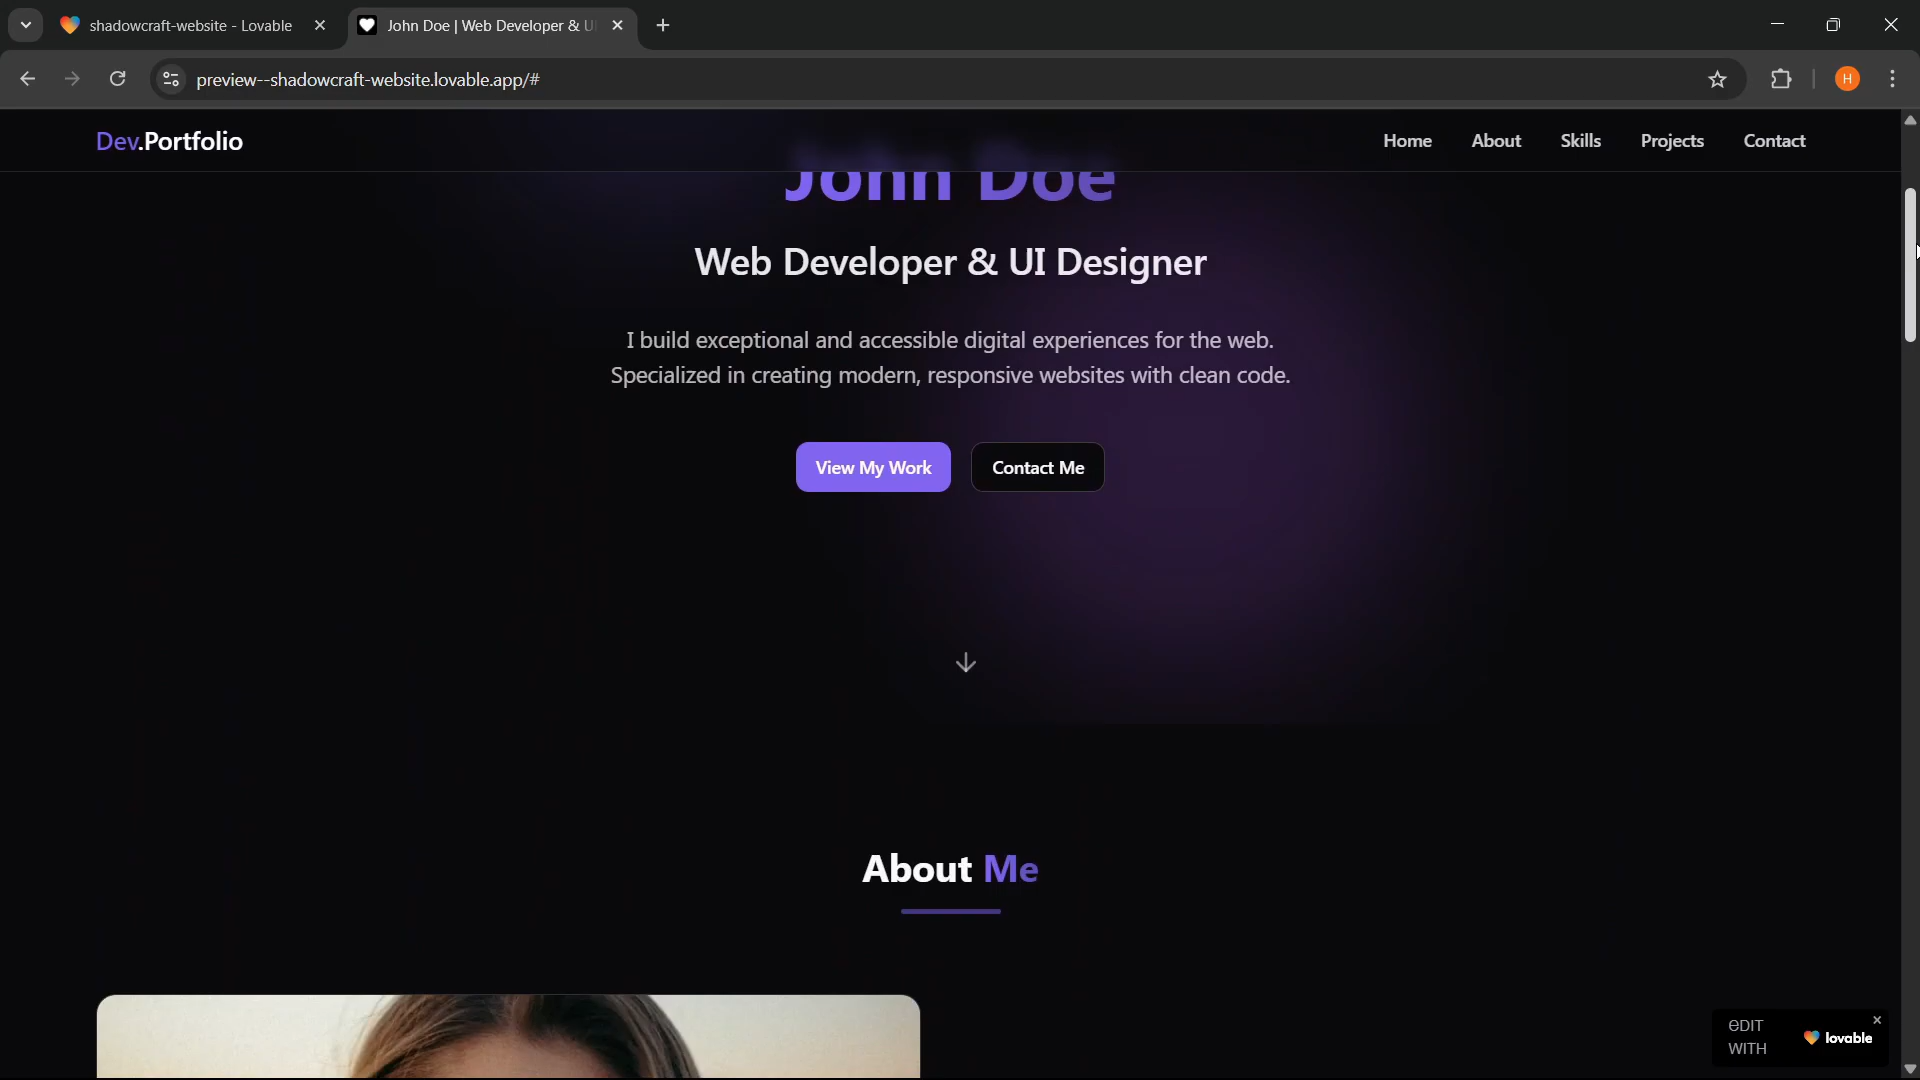 shadowcraft-website - Lovable
John Doe | Web Developer & UI
preview--shadowcraft-website.lovable.app/#
H
Dev.Portfolio
Home
About
Skills
Projects
Contact
John Doe
Web Developer & UI Designer
I build exceptional and accessible digital experiences for the web.
Specialized in creating modern, responsive websites with clean code.
View My Work
Contact Me
About Me
EDIT
WITH
lovable